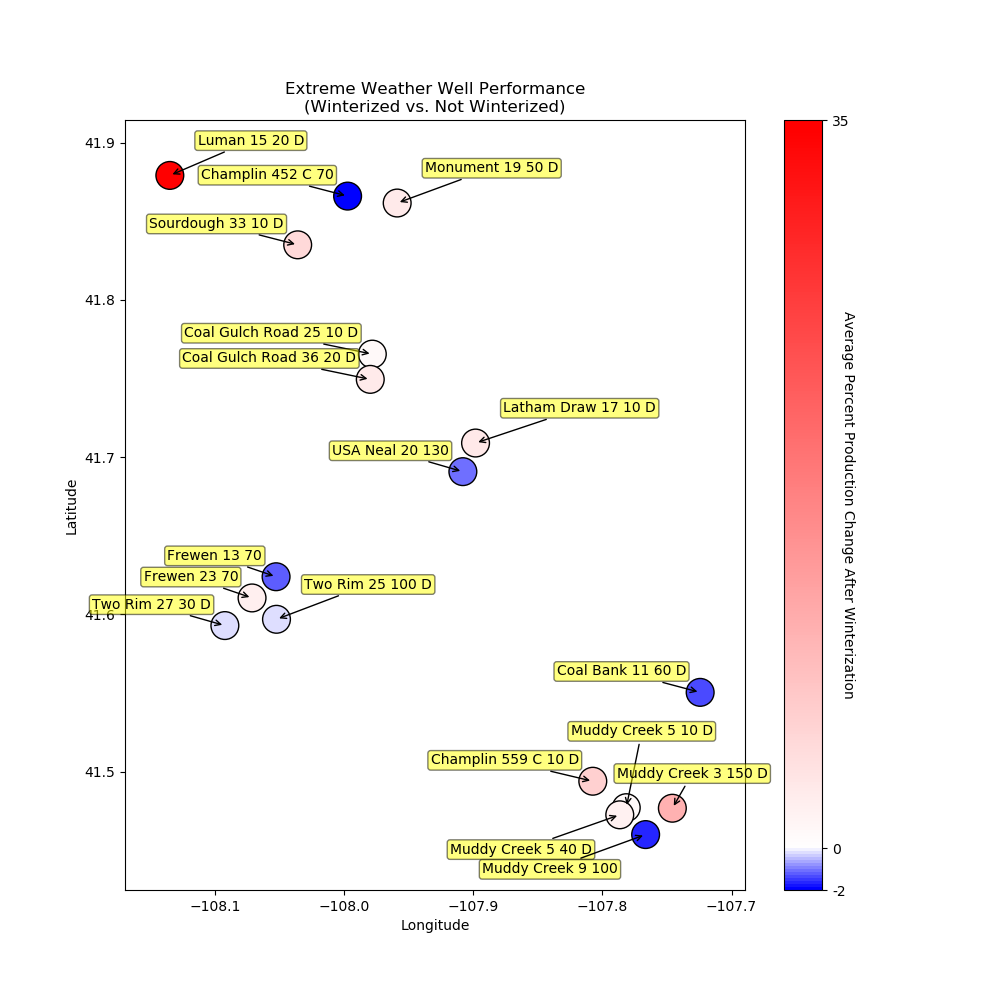 Extreme Weather Well Performance
(Winterized vs. Not Winterized)
Luman 15 20 D
Champlin 452 C 70
Monument 19 50 D
Sourdough 33 10 D
Coal Gulch Road 25 10 D
Coal Gulch Road 36 20 D
Latham Draw 17 10 D
USA Neal 20 130
Frewen 13 70
Frewen 23 70
Two Rim 25 100 D
Two Rim 27 30 D
Coal Bank 11 60 D
Muddy Creek 5 10 D
Champlin 559 C 10 D
Muddy Creek 3 150 D
Muddy Creek 5 40 D
Muddy Creek 9 100
41.9
41.8
41.7
41.6
41.5
Latitude
−108.1
−108.0
−107.9
−107.8
−107.7
Longitude
35
0
-2
Average Percent Production Change After Winterization